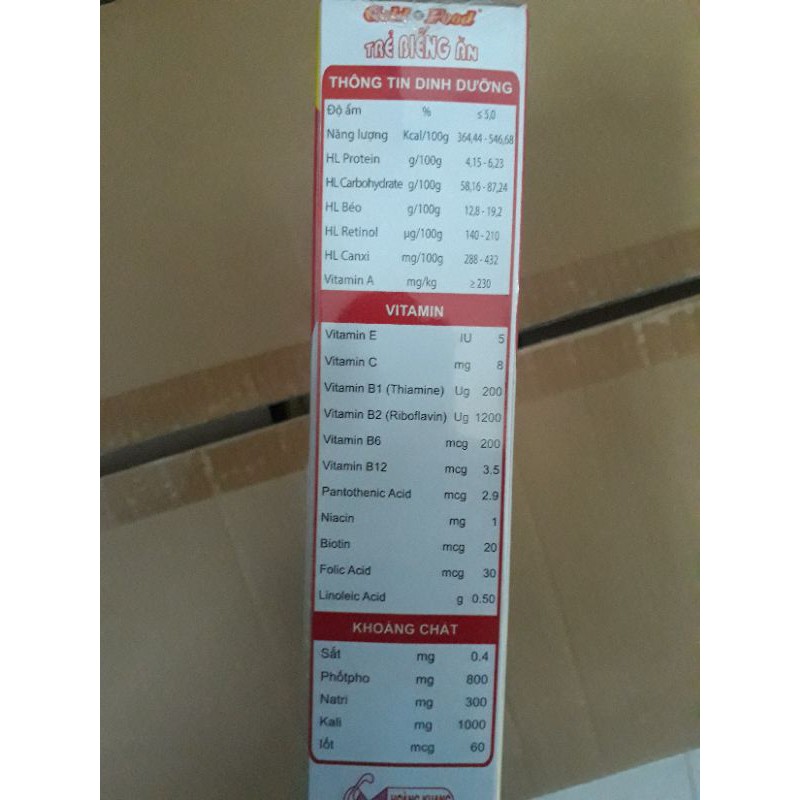 Gold Food
TRẺ BIẾNG ĂN
THÔNG TIN DINH DƯỠNG
Độ ẩm % ≤ 5,0
Năng lượng Kcal/100g 364,44 - 546,68
HL Protein g/100g 4,15 - 6,23
HL Carbohydrate g/100g 58,16 - 87,24
HL Béo g/100g 12,8 - 19,2
HL Retinol µg/100g 140 - 210
HL Canxi mg/100g 288 - 432
Vitamin A mg/kg ≥ 230
VITAMIN
Vitamin E IU 5
Vitamin C mg 8
Vitamin B1 (Thiamine) Ug 200
Vitamin B2 (Riboflavin) Ug 1200
Vitamin B6 mcg 200
Vitamin B12 mcg 3.5
Pantothenic Acid mcg 2.9
Niacin mg 1
Biotin mcg 20
Folic Acid mcg 30
Linoleic Acid g 0.50
KHOÁNG CHẤT
Sắt mg 0.4
Phốtpho mg 800
Natri mg 300
Kali mg 1000
Iốt mcg 60
HOÀNG KHANG